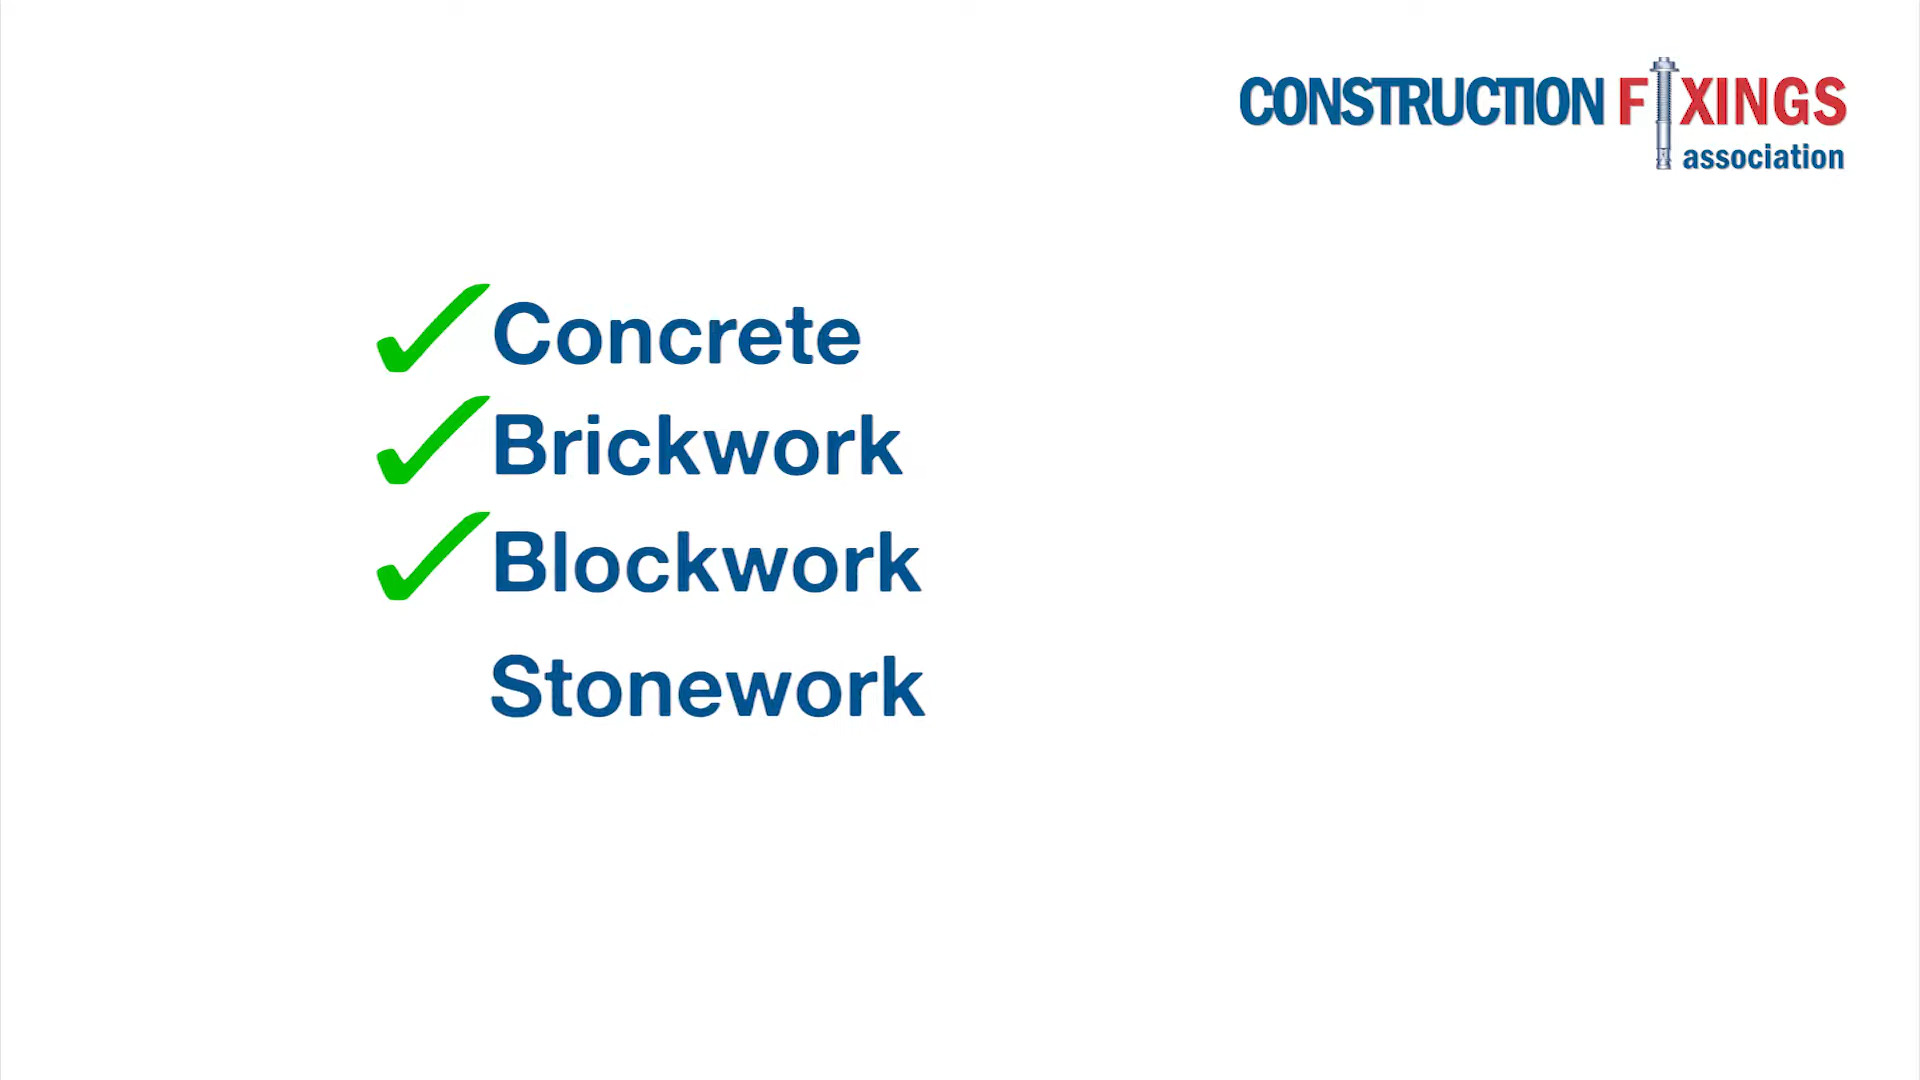 CONSTRUCTION FIXINGS
association
Concrete
Brickwork
Blockwork
Stonework